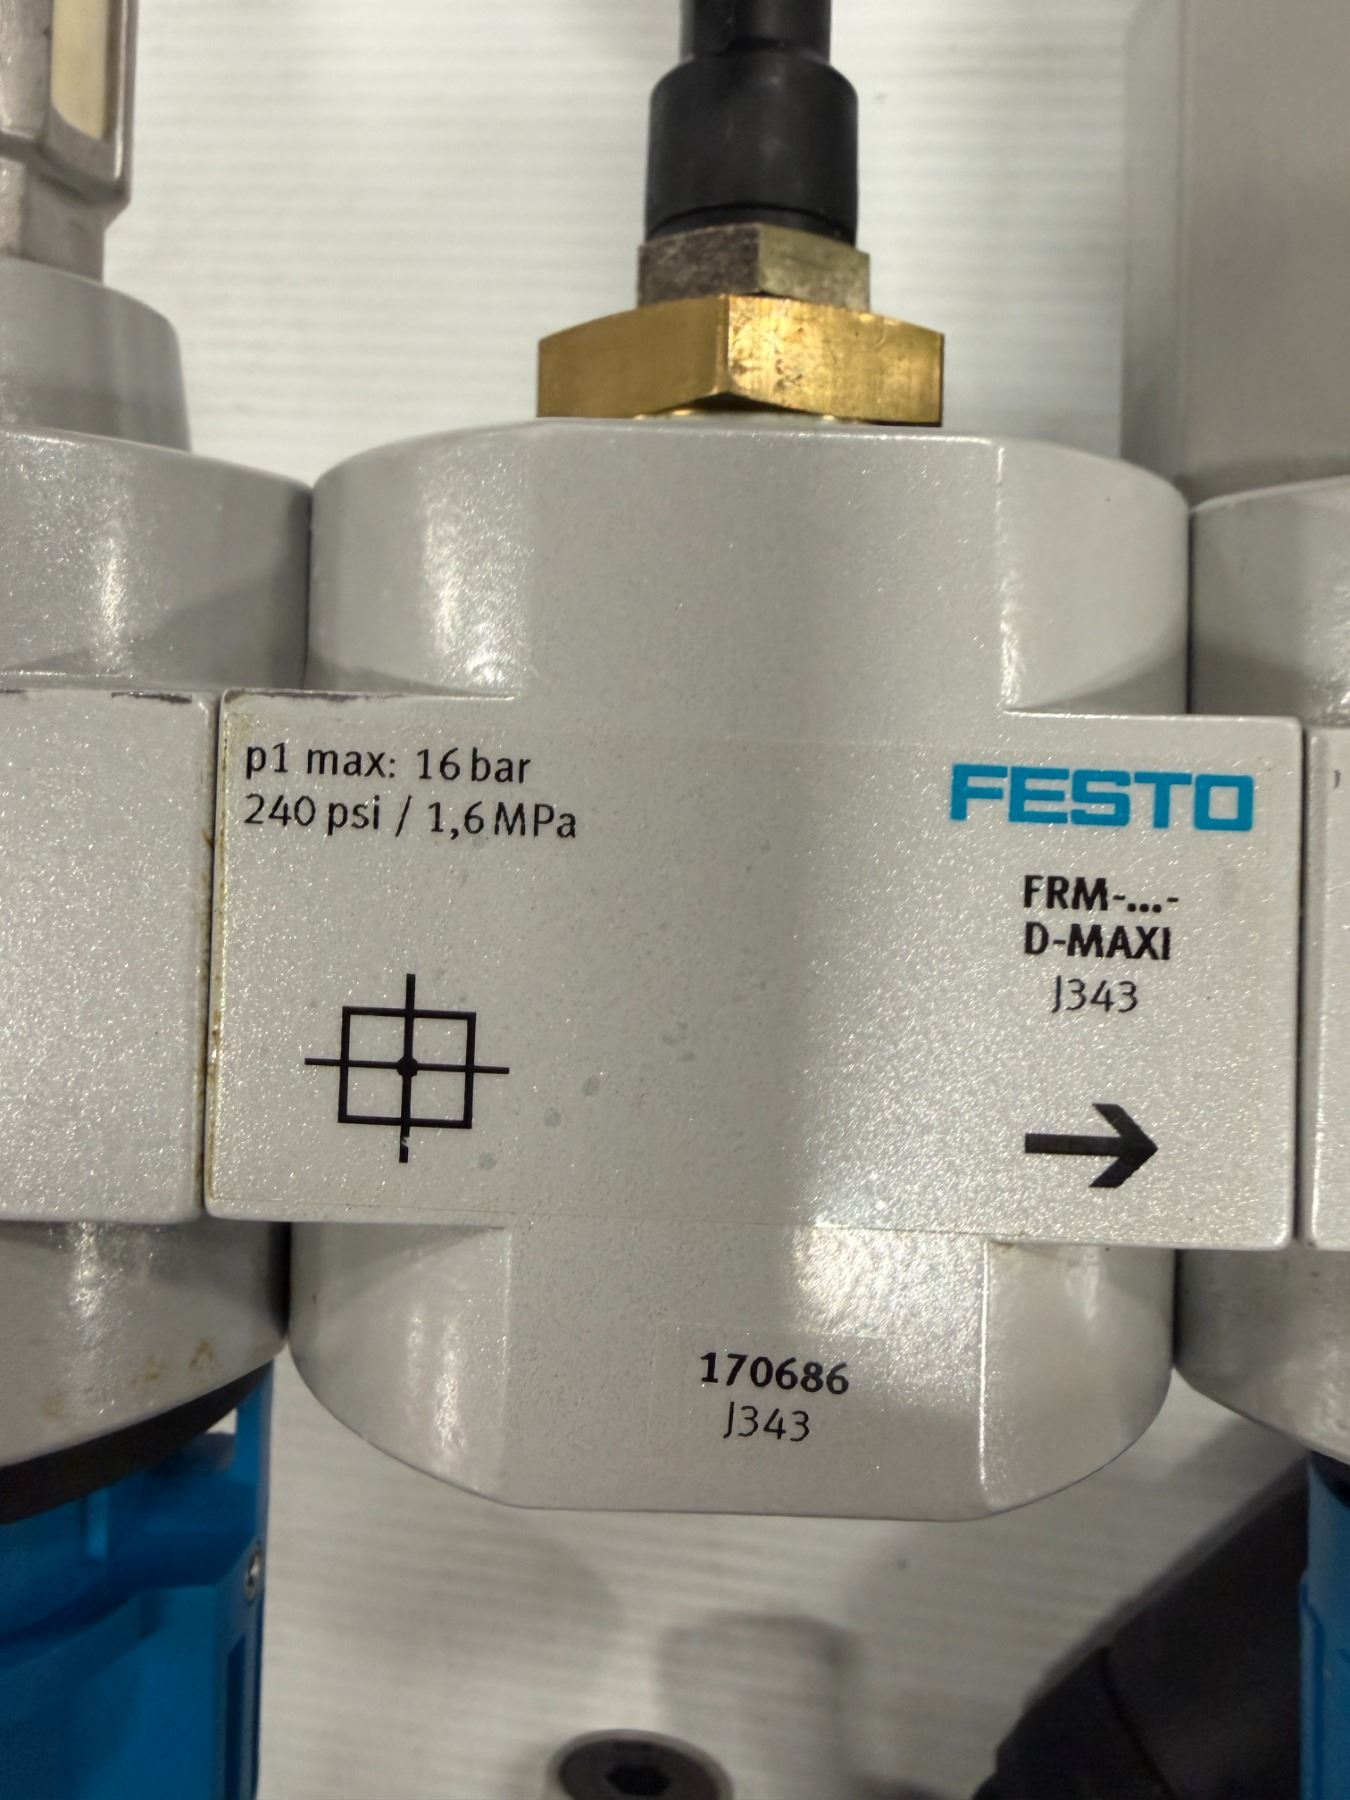 p1 max: 16 bar
240 psi / 1,6 MPa
FESTO
FRM-...-
D-MAXI
J343
170686
J343